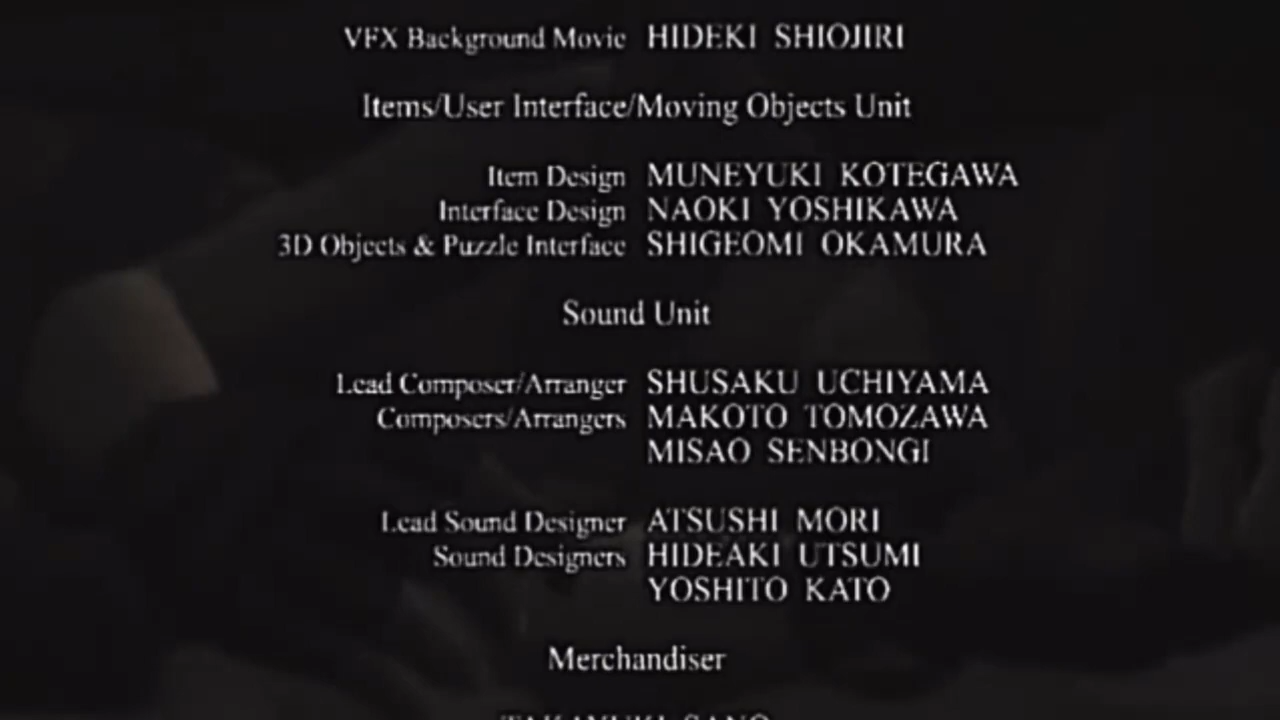 VFX Background Movie HIDEKI SHIOJIRI
Items/User Interface/Moving Objects Unit
Item Design MUNEYUKI KOTEGAWA
Interface Design NAOKI YOSHIKAWA
3D Objects & Puzzle Interface SHIGEOMI OKAMURA
Sound Unit
Lead Composer/Arranger SHUSAKU UCHIYAMA
Composers/Arrangers MAKOTO TOMOZAWA
MISAO SENBONGI
Lead Sound Designer ATSUSHI MORI
Sound Designers HIDEAKI UTSUMI
YOSHITO KATO
Merchandiser